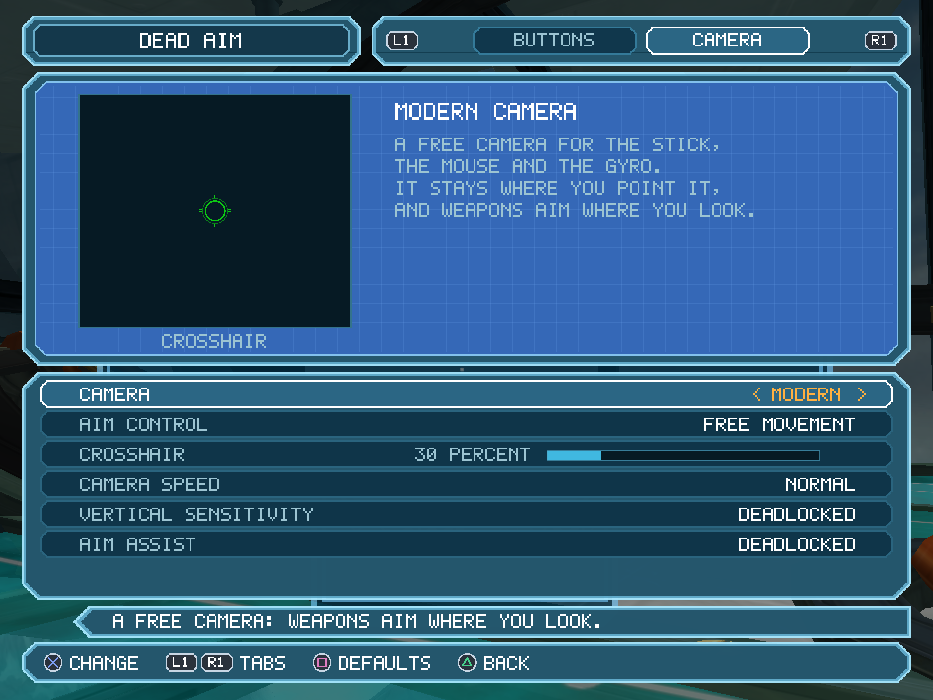 DEAD AIM
L1 BUTTONS CAMERA R1
MODERN CAMERA
A FREE CAMERA FOR THE STICK,
THE MOUSE AND THE GYRO.
IT STAYS WHERE YOU POINT IT,
AND WEAPONS AIM WHERE YOU LOOK.
CROSSHAIR
CAMERA < MODERN >
AIM CONTROL FREE MOVEMENT
CROSSHAIR 30 PERCENT
CAMERA SPEED NORMAL
VERTICAL SENSITIVITY DEADLOCKED
AIM ASSIST DEADLOCKED
A FREE CAMERA: WEAPONS AIM WHERE YOU LOOK.
CHANGE L1 R1 TABS DEFAULTS BACK